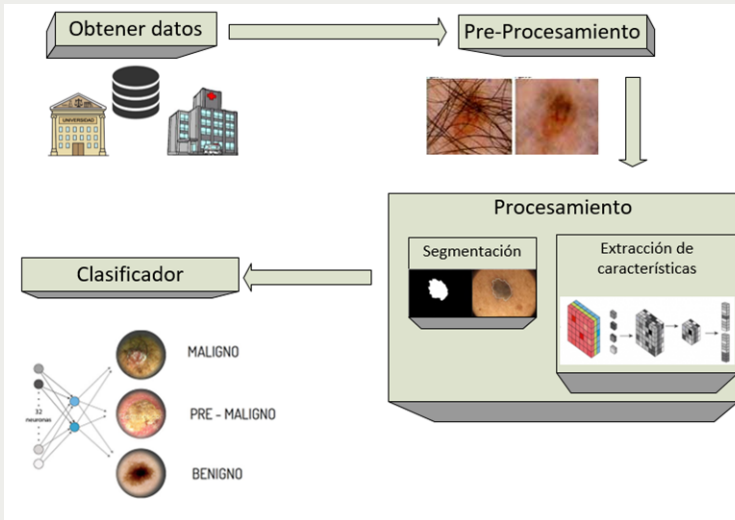 Obtener datos
Pre-Procesamiento
UNIVERSIDAD
Procesamiento
Segmentación
Extracción de
características
Clasificador
MALIGNO
32
neuronas
PRE - MALIGNO
BENIGNO